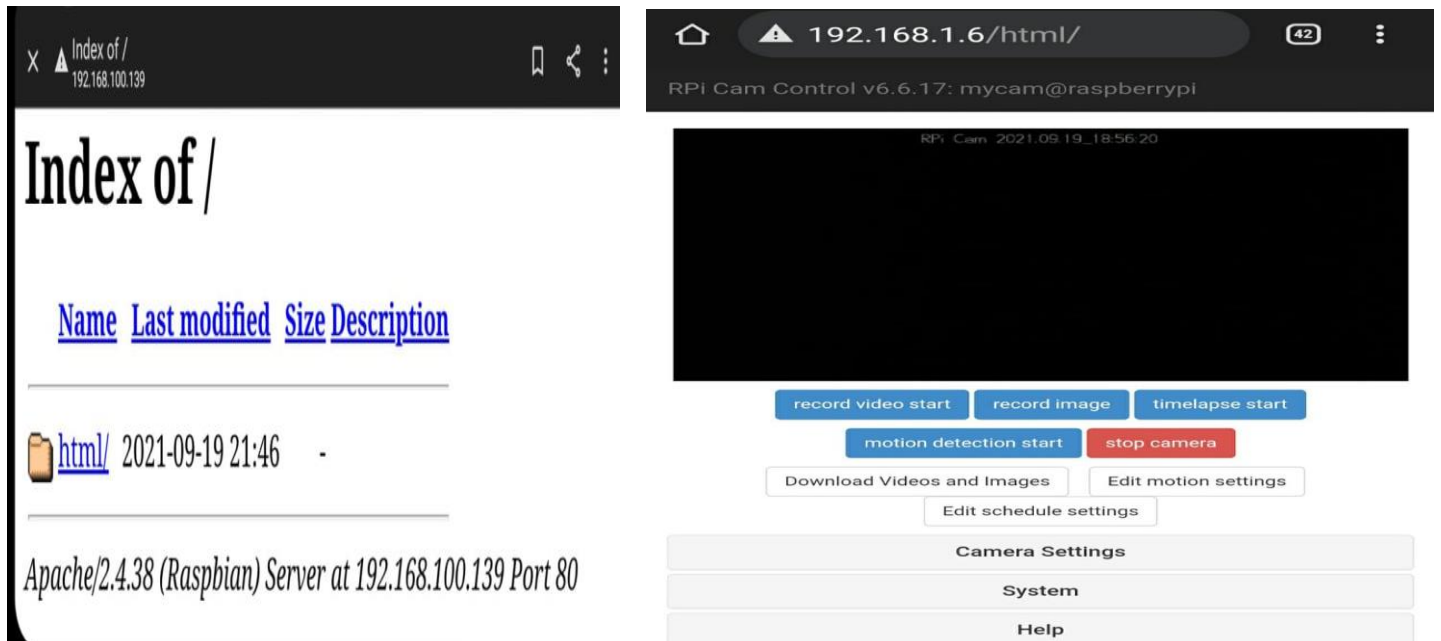 Index of /
192.168.100.139
Index of /
Name Last modified Size Description
html/ 2021-09-19 21:46 -
Apache/2.4.38 (Raspbian) Server at 192.168.100.139 Port 80
192.168.1.6/html/
42
RPi Cam Control v6.6.17: mycam@raspberrypi
RPi Cam 2021.09.19_18:56:20
record video start record image timelapse start
motion detection start stop camera
Download Videos and Images Edit motion settings
Edit schedule settings
Camera Settings
System
Help